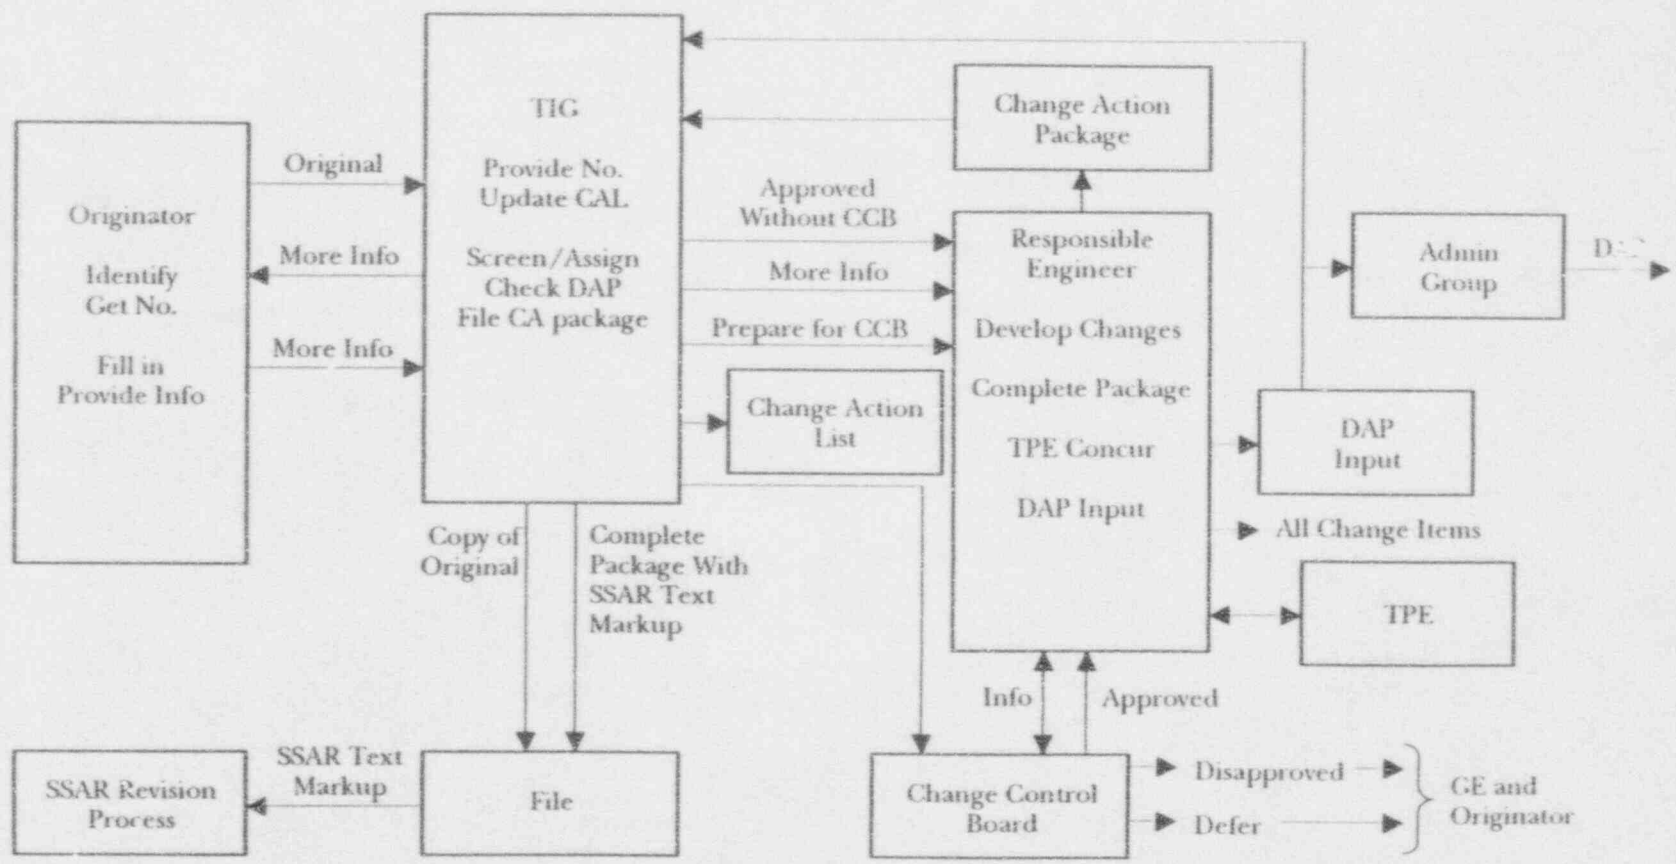 TIG
Provide No.
Update CAL
Screen/Assign
Check DAP
File CA package
Change Action
Package
Originator
Identify
Get No.
Fill in
Provide Info
Original
More Info
More Info
Approved
Without CCB
More Info
Prepare for CCB
Change Action
List
Responsible
Engineer
Develop Changes
Complete Package
TPE Concur
DAP Input
Admin
Group
DAP
Input
All Change Items
TPE
Copy of
Original
Complete
Package With
SSAR Text
Markup
Info
Approved
SSAR Revision
Process
SSAR Text
Markup
File
Change Control
Board
Disapproved
Defer
GE and
Originator